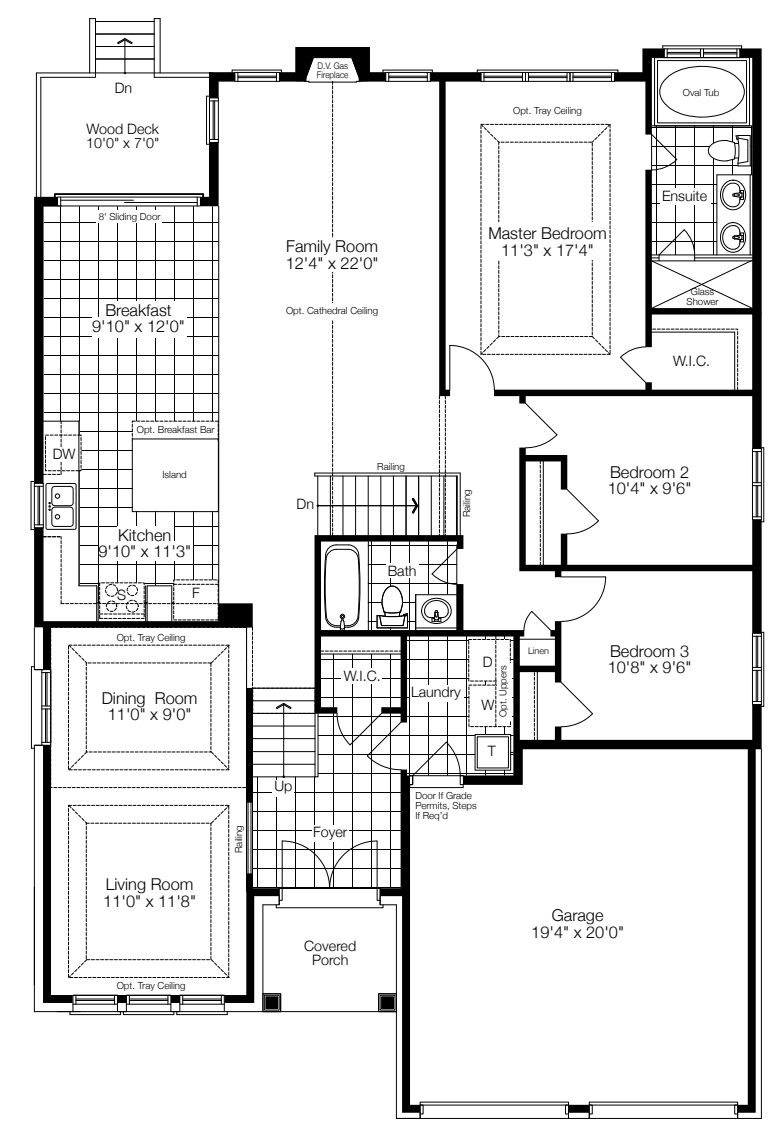 D.V. Gas
Fireplace
Dn
Wood Deck
10'0" x 7'0"
Oval Tub
Opt. Tray Ceiling
Ensuite
8' Sliding Door
Master Bedroom
11'3" x 17'4"
Family Room
12'4" x 22'0"
Glass
Shower
Breakfast
9'10" x 12'0"
Opt. Cathedral Ceiling
W.I.C.
Opt. Breakfast Bar
DW
Island
Railing
Bedroom 2
10'4" x 9'6"
Dn
Railing
Kitchen
9'10" x 11'3"
Bath
S
F
Opt. Tray Ceiling
Linen
Bedroom 3
10'8" x 9'6"
D
W.I.C.
Laundry
Opt. Uppers
W
Dining Room
11'0" x 9'0"
T
Up
Door If Grade
Permits, Steps
If Req'd
Foyer
Railing
Living Room
11'0" x 11'8"
Garage
19'4" x 20'0"
Covered
Porch
Opt. Tray Ceiling